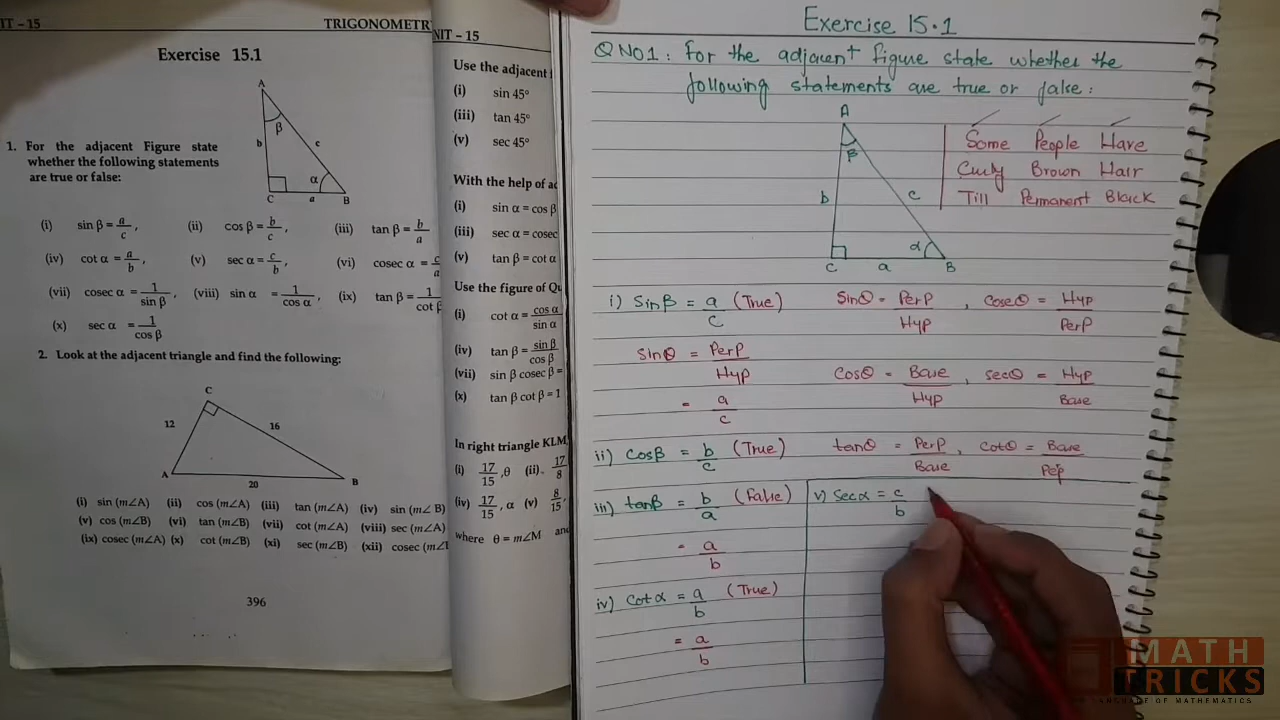 IT – 15
TRIGONOMETR
Exercise 15.1
A
β
b
c
α
C
a
B
1. For the adjacent Figure state
whether the following statements
are true or false:
(i) sin β = a/c , (ii) cos β = b/c , (iii) tan β = b/a
(iv) cot α = a/b , (v) sec α = c/b , (vi) cosec α = c/a
(vii) cosec α = 1/sin β , (viii) sin α = 1/cos α , (ix) tan β = 1/cot β
(x) sec α = 1/cos β
2. Look at the adjacent triangle and find the following:
C
12
16
A
20
B
(i) sin (m∠A) (ii) cos (m∠A) (iii) tan (m∠A) (iv) sin (m∠ B)
(v) cos (m∠B) (vi) tan (m∠B) (vii) cot (m∠A) (viii) sec (m∠A)
(ix) cosec (m∠A) (x) cot (m∠B) (xi) sec (m∠B) (xii) cosec (m∠
396
NIT – 15
Use the adjacent
(i) sin 45°
(iii) tan 45°
(v) sec 45°
With the help of ad
(i) sin α = cos β
(iii) sec α = cosec
(v) tan β = cot α
Use the figure of Qu
(i) cot α = cos α/sin α
(iv) tan β = sin β/cos β
(vii) sin β cosec β =
(x) tan β cot β = 1
In right triangle KLM,
(i) 17/15 , θ (ii) 17/8
(iv) 17/15 , α (v) 8/15 ,
where θ = m∠M and
Exercise 15.1
Q NO1: For the adjacent figure state whether the
following statements are true or false:
A
β
b
c
α
C
a
B
Some People Have
Curly Brown Hair
Till Permanent Black
i) Sinβ = a/c (True)
Sinθ = PerP/Hyp
= a/c
ii) Cosβ = b/c (True)
iii) tanβ = b/a (False)
= a/b
iv) Cotα = a/b (True)
= a/b
Sinθ = PerP/Hyp , Cosecθ = Hyp/PerP
Cosθ = Base/Hyp , secθ = Hyp/Base
tanθ = PerP/Base , Cotθ = Base/Pep
v) Secα = c/b
MATH
TRICKS
LANGUAGE OF MATHEMATICS